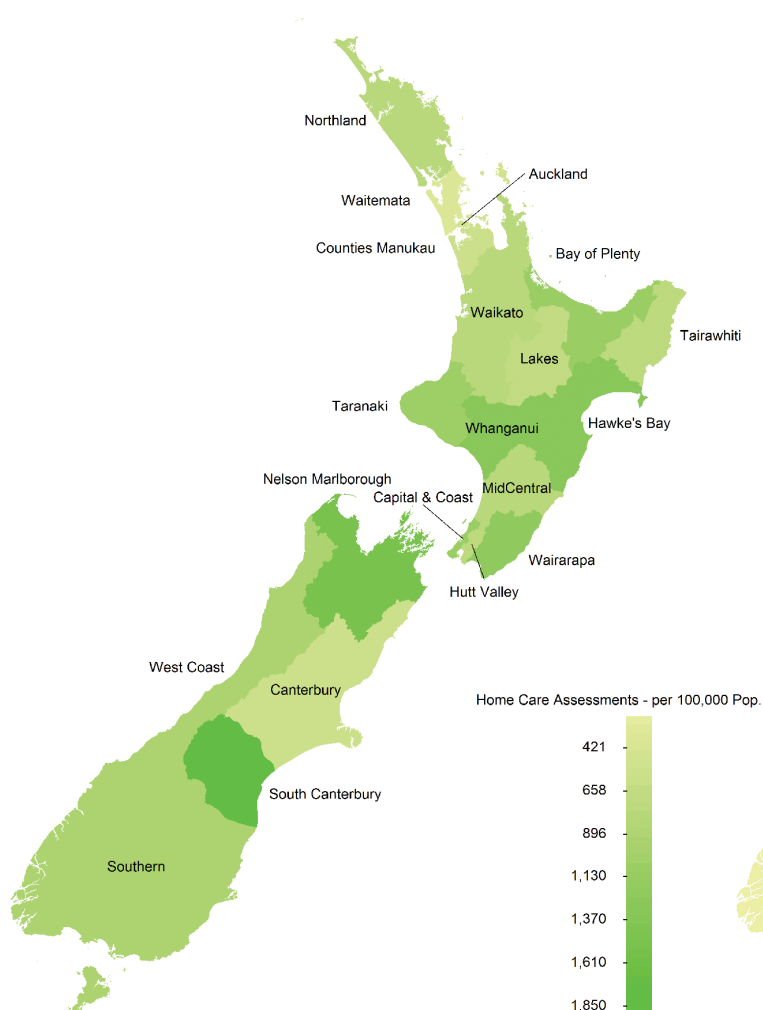 Northland
Auckland
Waitemata
Counties Manukau
Bay of Plenty
Waikato
Tairawhiti
Lakes
Taranaki
Hawke's Bay
Whanganui
Nelson Marlborough
MidCentral
Capital & Coast
Wairarapa
Hutt Valley
West Coast
Canterbury
Home Care Assessments - per 100,000 Pop.
421
658
South Canterbury
896
Southern
1,130
1,370
1,610
1,850